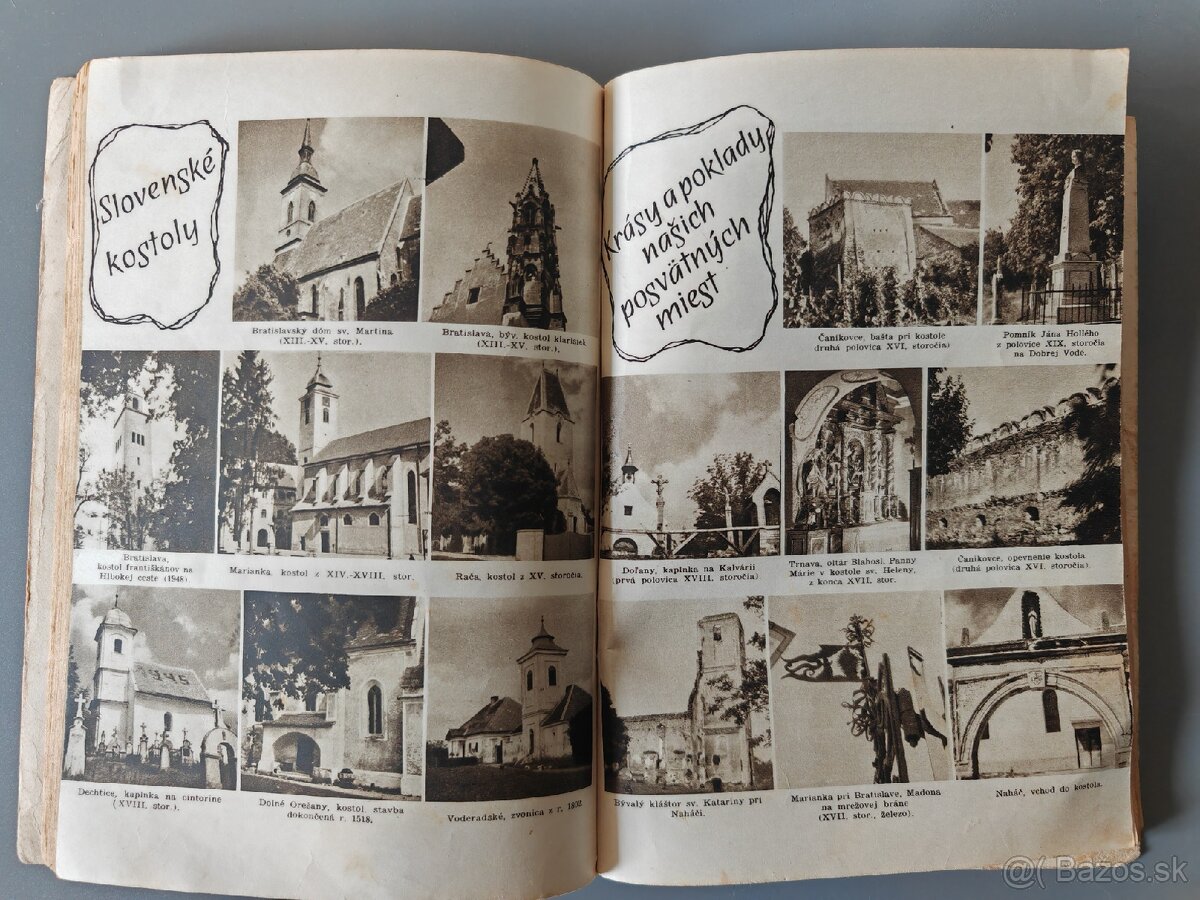 Slovenské
kostoly
Bratislavský dóm sv. Martina
(XIII.-XV. stor.).
Bratislava, býv. kostol klarisiek
(XIII.-XV. stor.).
Bratislava,
kostol františkánov na
Hlbokej ceste (1948)
Marianka, kostol z XIV.-XVIII. stor.
Rača, kostol z XV. storočia.
1945
Dechtice, kaplnka na cintoríne
(XVIII. stor.).
Dolné Orešany, kostol, stavba
dokončená r. 1518.
Voderadské, zvonica z r. 1802.
Krásy a poklady
našich
posvätných
miest
Čaníkovce, bašta pri kostole
(druhá polovica XVI. storočia)
Pomník Jána Hollého
z polovice XIX. storočia
na Dobrej Vode.
Doľany, kaplnka na Kalvárii
(prvá polovica XVIII. storočia)
Trnava, oltár Blahosl. Panny
Márie v kostole sv. Heleny,
z konca XVII. stor.
Čaníkovce, opevnenie kostola.
(druhá polovica XVI. storočia).
Bývalý kláštor sv. Kataríny pri
Naháči.
Marianka pri Bratislave, Madona
na mrežovej bráne
(XVII. stor., železo).
Naháč, vchod do kostola.
@( Bazos.sk